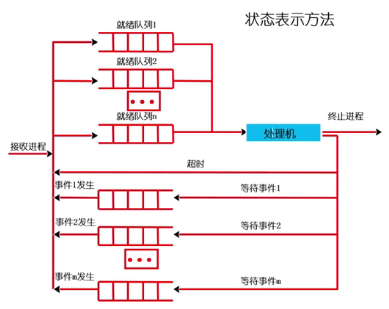 状态表示方法
就绪队列1
就绪队列2
就绪队列n
处理机
终止进程
接收进程
超时
事件1发生
等待事件1
事件2发生
等待事件2
事件m发生
等待事件m